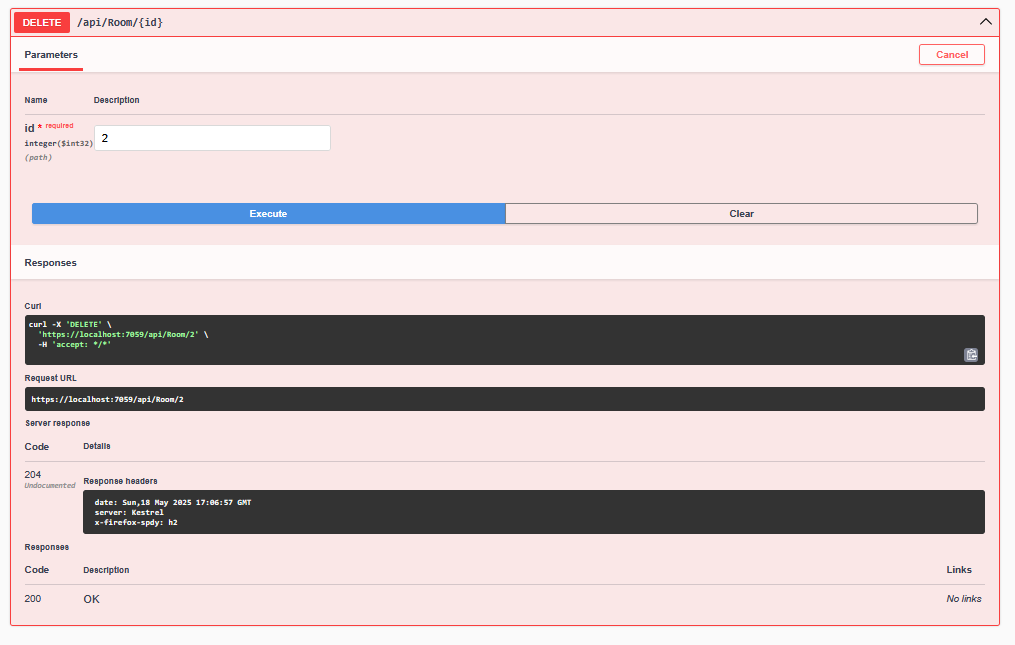 DELETE /api/Room/{id}
Parameters
Cancel
Name Description
id * required
integer($int32)
(path)
2
Execute Clear
Responses
Curl
curl -X 'DELETE' \
'https://localhost:7059/api/Room/2' \
-H 'accept: */*'
Request URL
https://localhost:7059/api/Room/2
Server response
Code Details
204
Undocumented
Response headers
date: Sun,18 May 2025 17:06:57 GMT
server: Kestrel
x-firefox-spdy: h2
Responses
Code Description Links
200 OK No links